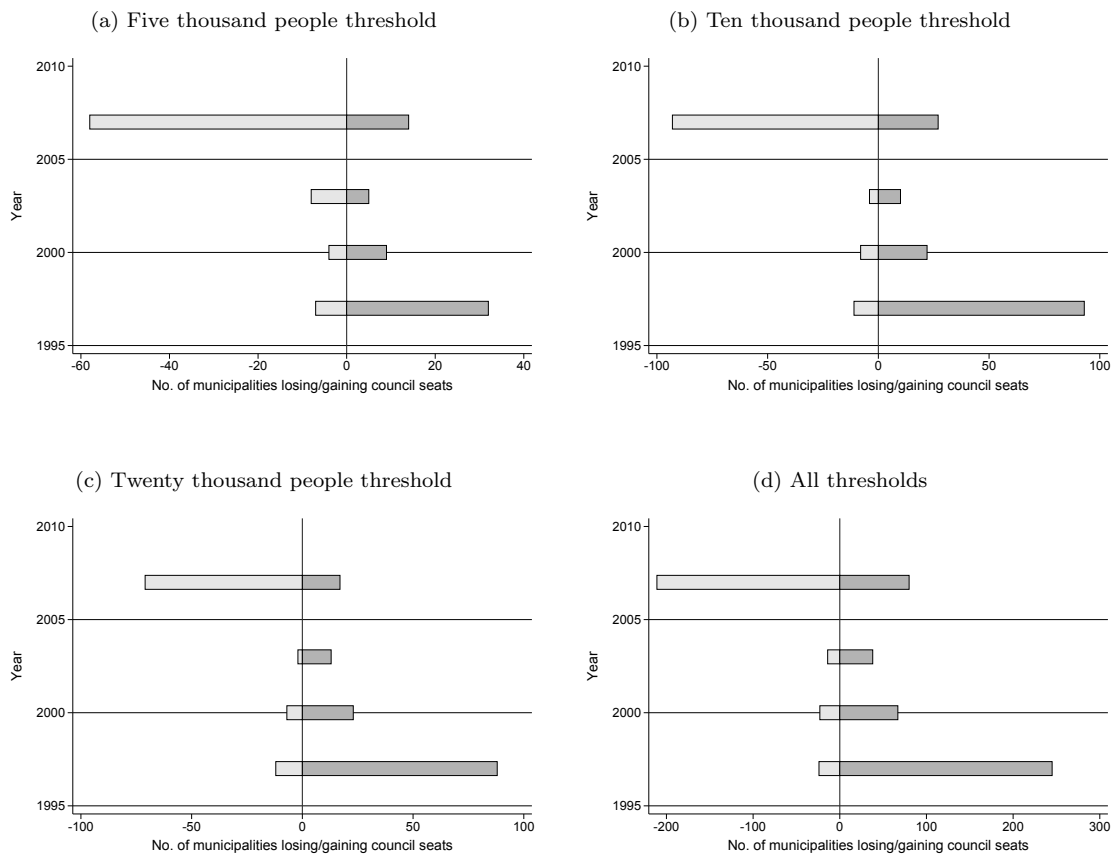 (a) Five thousand people threshold
2010
2005
2000
1995
Year
-60 -40 -20 0 20 40
No. of municipalities losing/gaining council seats
(b) Ten thousand people threshold
2010
2005
2000
1995
Year
-100 -50 0 50 100
No. of municipalities losing/gaining council seats
(c) Twenty thousand people threshold
2010
2005
2000
1995
Year
-100 -50 0 50 100
No. of municipalities losing/gaining council seats
(d) All thresholds
2010
2005
2000
1995
Year
-200 -100 0 100 200 300
No. of municipalities losing/gaining council seats